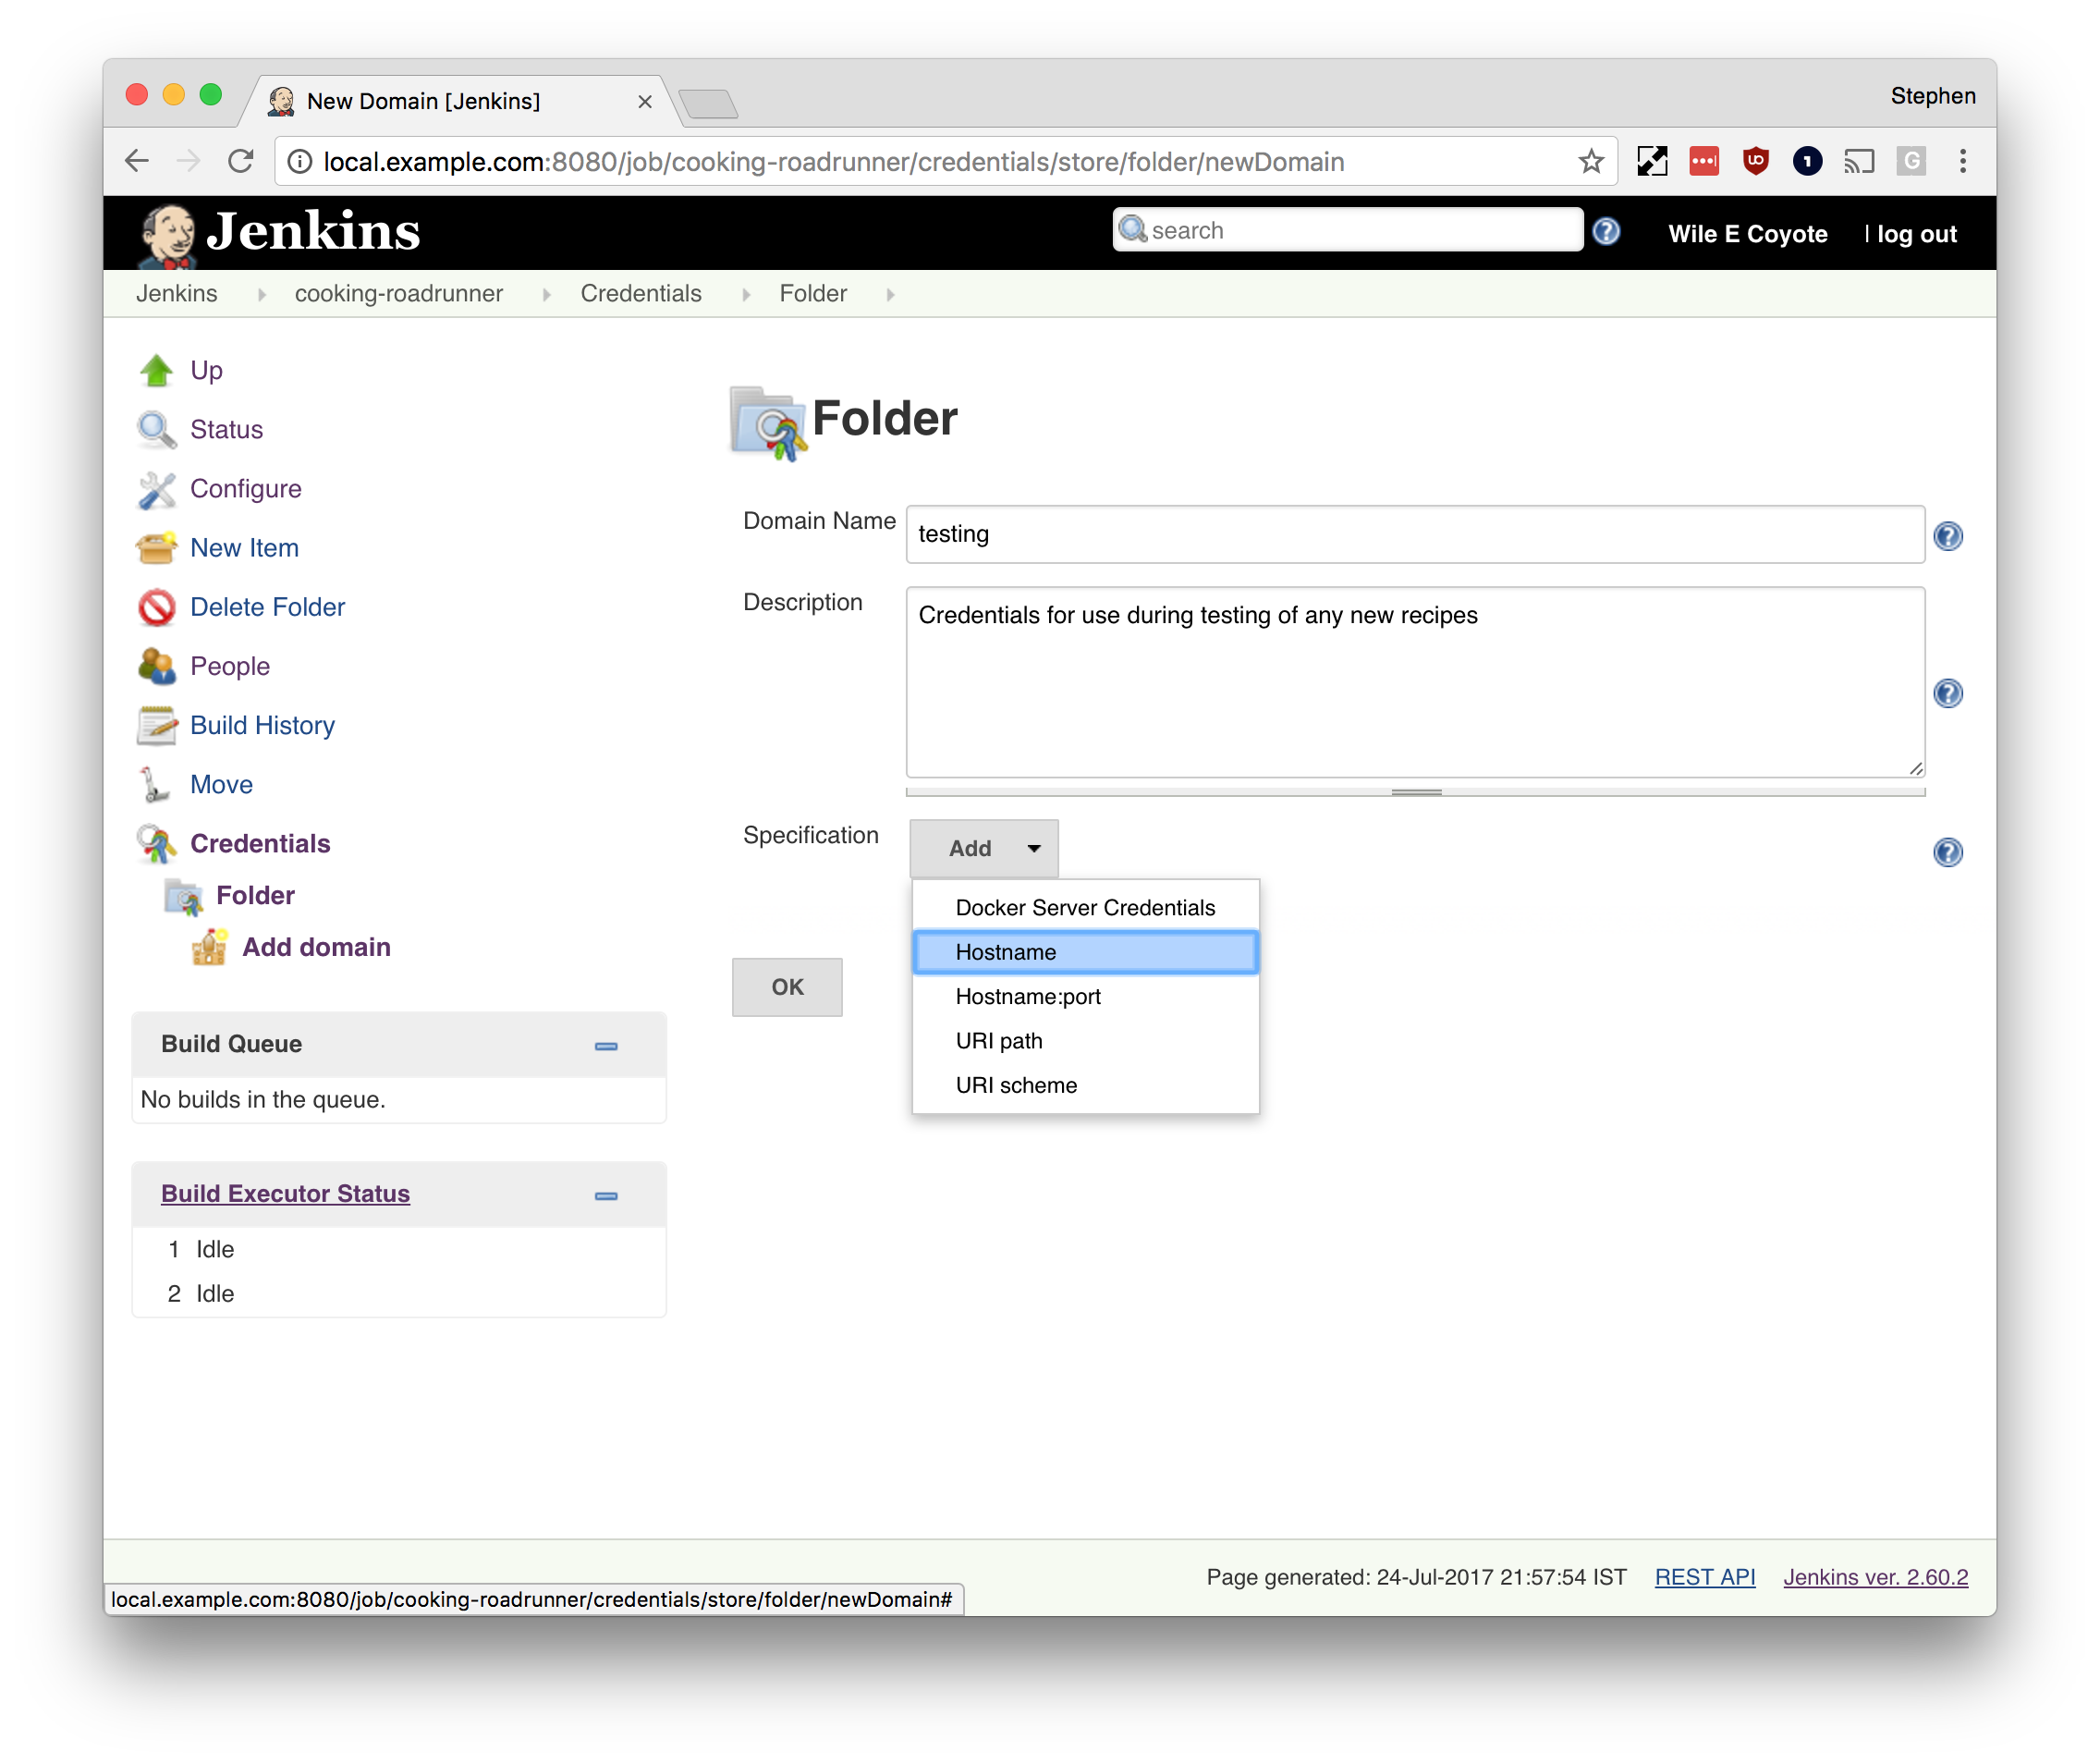 New Domain [Jenkins]
Stephen
local.example.com:8080/job/cooking-roadrunner/credentials/store/folder/newDomain
Jenkins
search
Wile E Coyote
| log out
Jenkins
cooking-roadrunner
Credentials
Folder
Up
Status
Configure
New Item
Delete Folder
People
Build History
Move
Credentials
Folder
Add domain
Build Queue
No builds in the queue.
Build Executor Status
1 Idle
2 Idle
Folder
Domain Name
testing
Description
Credentials for use during testing of any new recipes
Specification
Add
Docker Server Credentials
Hostname
Hostname:port
URI path
URI scheme
OK
Page generated: 24-Jul-2017 21:57:54 IST
REST API
Jenkins ver. 2.60.2
local.example.com:8080/job/cooking-roadrunner/credentials/store/folder/newDomain#